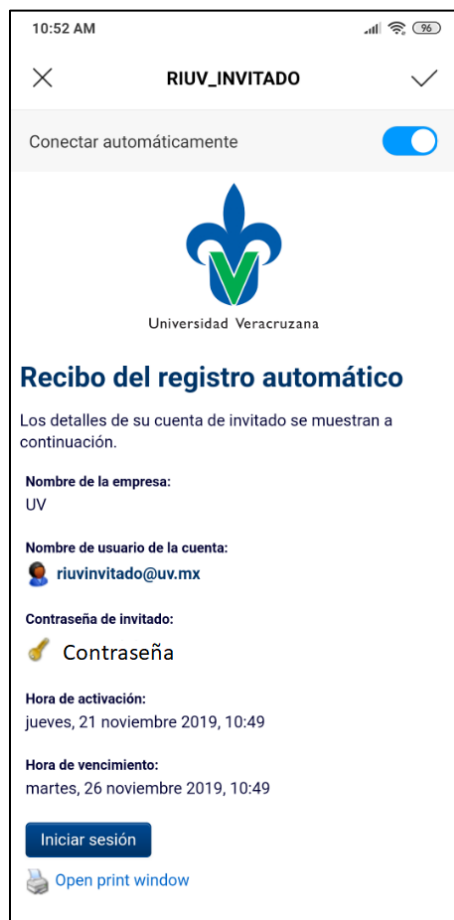 10:52 AM 96
RIUV_INVITADO
Conectar automáticamente
V
Universidad Veracruzana
Recibo del registro automático
Los detalles de su cuenta de invitado se muestran a
continuación.
Nombre de la empresa:
UV
Nombre de usuario de la cuenta:
riuvinvitado@uv.mx
Contraseña de invitado:
Contraseña
Hora de activación:
jueves, 21 noviembre 2019, 10:49
Hora de vencimiento:
martes, 26 noviembre 2019, 10:49
Iniciar sesión
Open print window